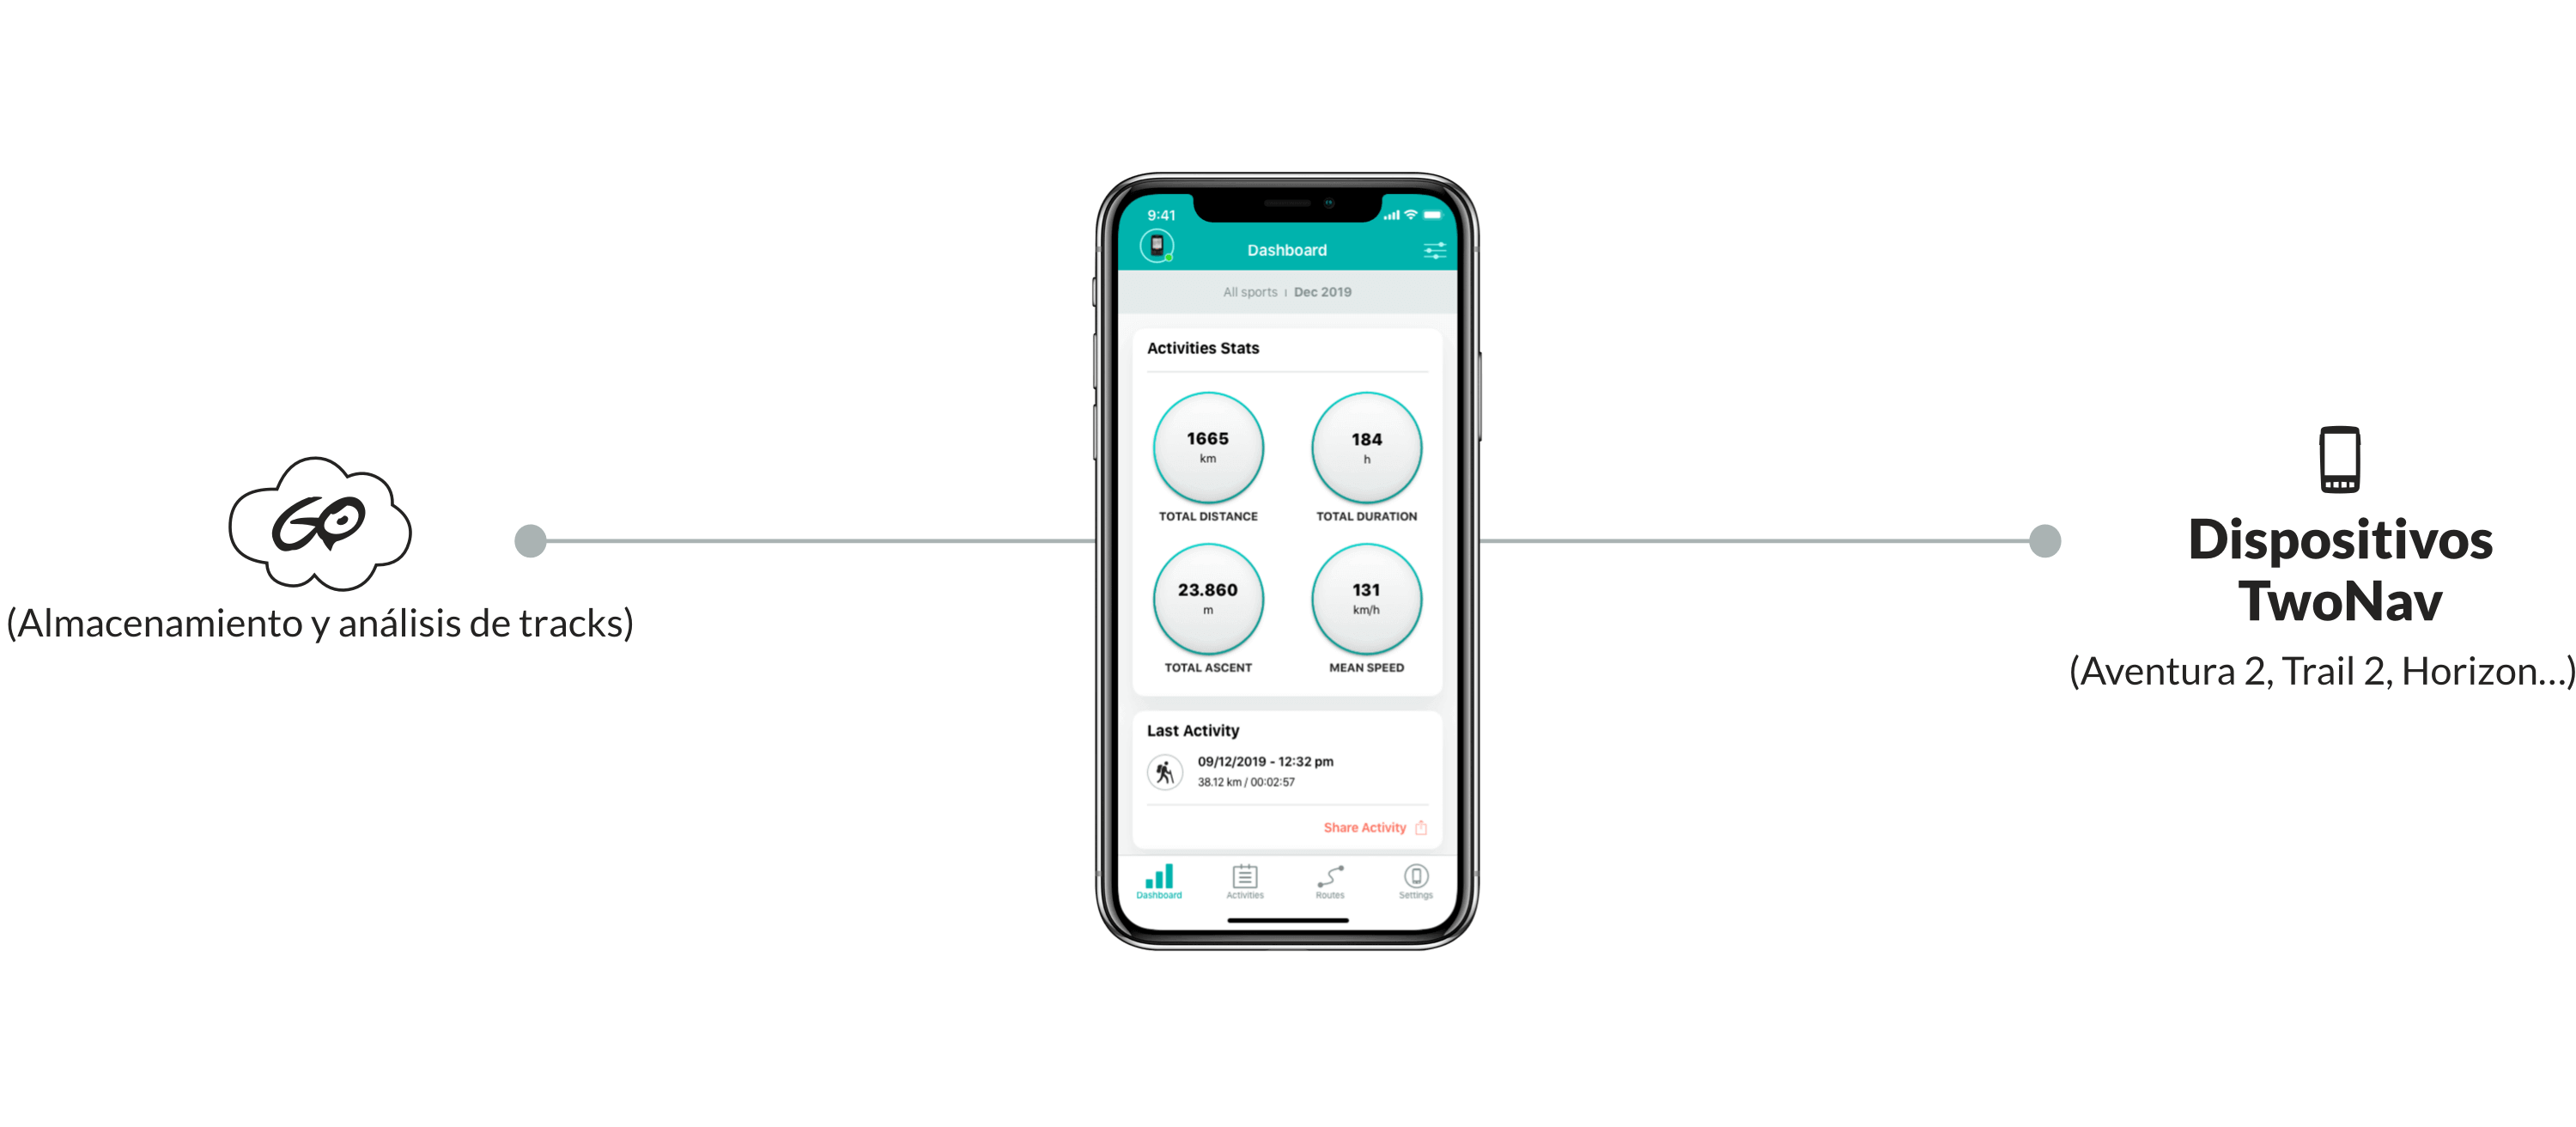 GO
(Almacenamiento y análisis de tracks)
9:41
Dashboard
All sports | Dec 2019
Activities Stats
1665
km
TOTAL DISTANCE
184
h
TOTAL DURATION
23.860
m
TOTAL ASCENT
131
km/h
MEAN SPEED
Last Activity
09/12/2019 - 12:32 pm
38.12 km / 00:02:57
Share Activity
Dashboard
Activities
Routes
Settings
Dispositivos
TwoNav
(Aventura 2, Trail 2, Horizon...)